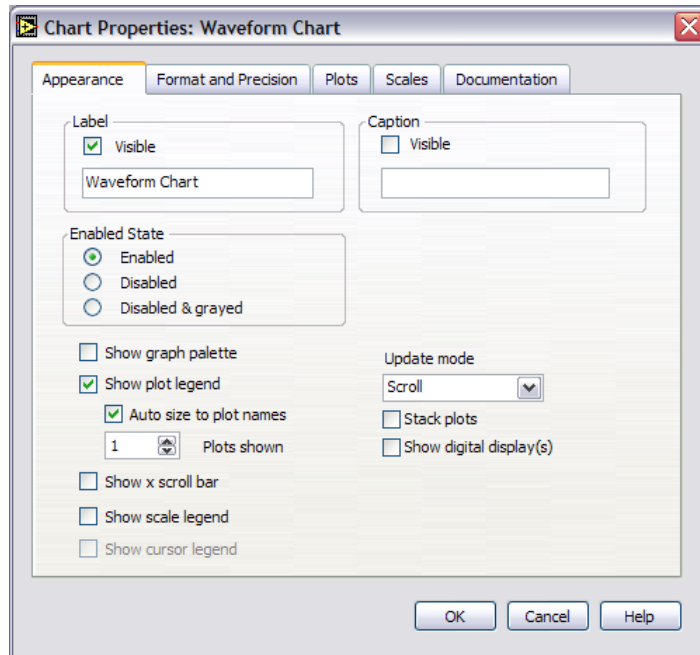 Chart Properties: Waveform Chart
Appearance Format and Precision Plots Scales Documentation
Label
Visible
Waveform Chart
Caption
Visible
Enabled State
Enabled
Disabled
Disabled & grayed
Show graph palette
Show plot legend
Auto size to plot names
1 Plots shown
Show x scroll bar
Show scale legend
Show cursor legend
Update mode
Scroll
Stack plots
Show digital display(s)
OK Cancel Help